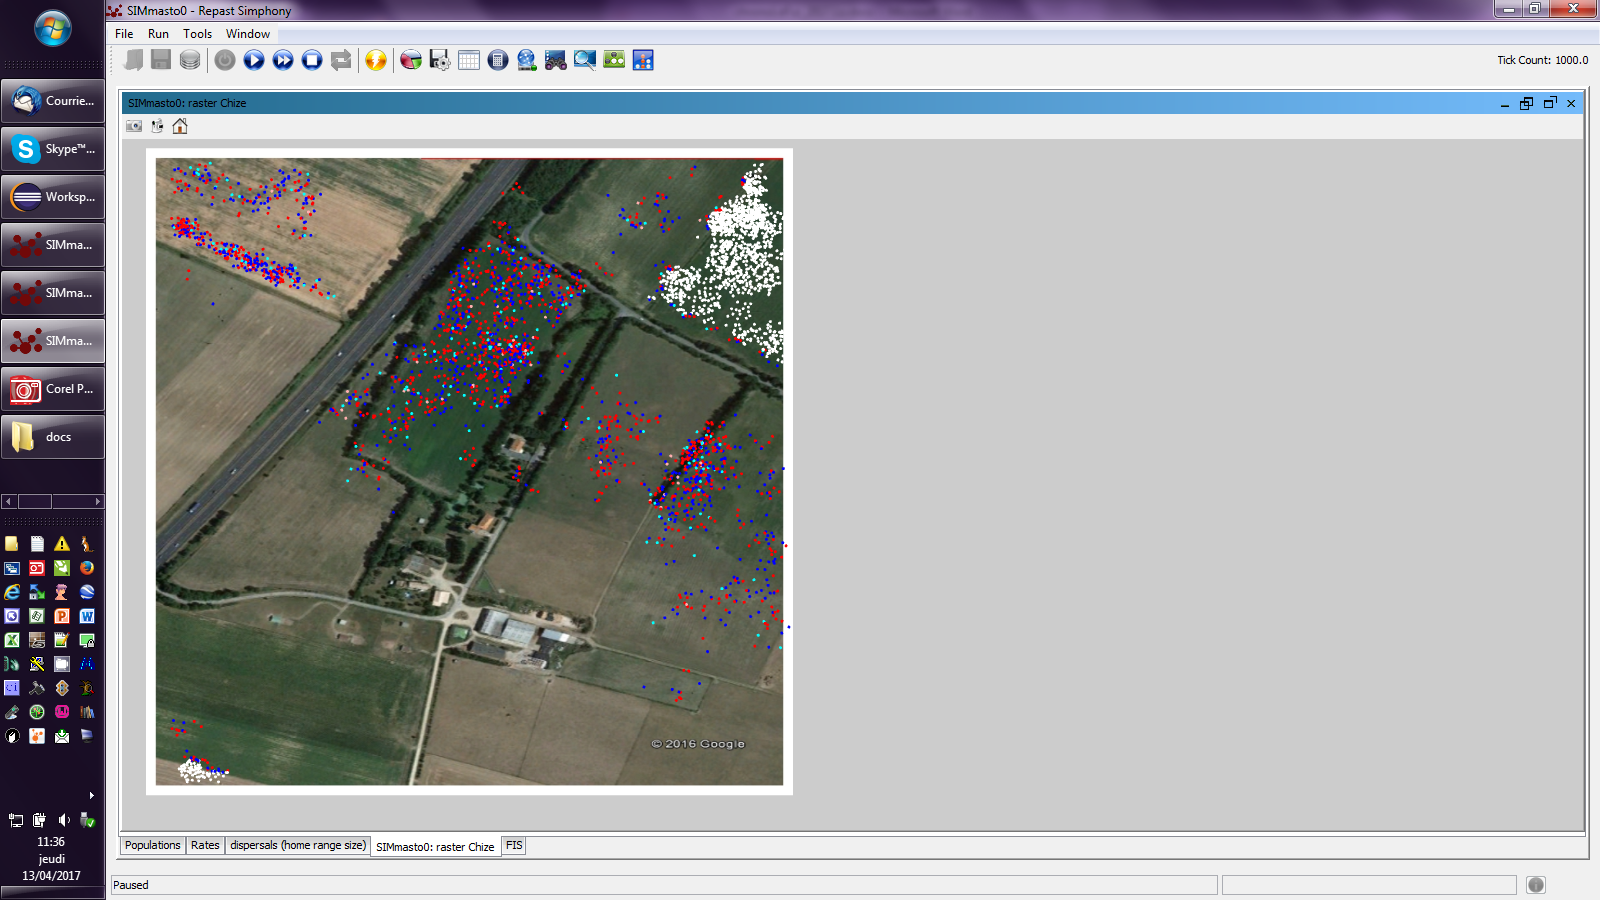 SIMmasto0 - Repast Simphony
File Run Tools Window
Tick Count: 1000.0
SIMmasto0: raster Chize
Courrie...
Skype™...
Worksp...
SIMma...
SIMma...
SIMma...
Corel P...
docs
© 2016 Google
11:36
jeudi
13/04/2017
Populations Rates dispersals (home range size) SIMmasto0: raster Chize FIS
Paused